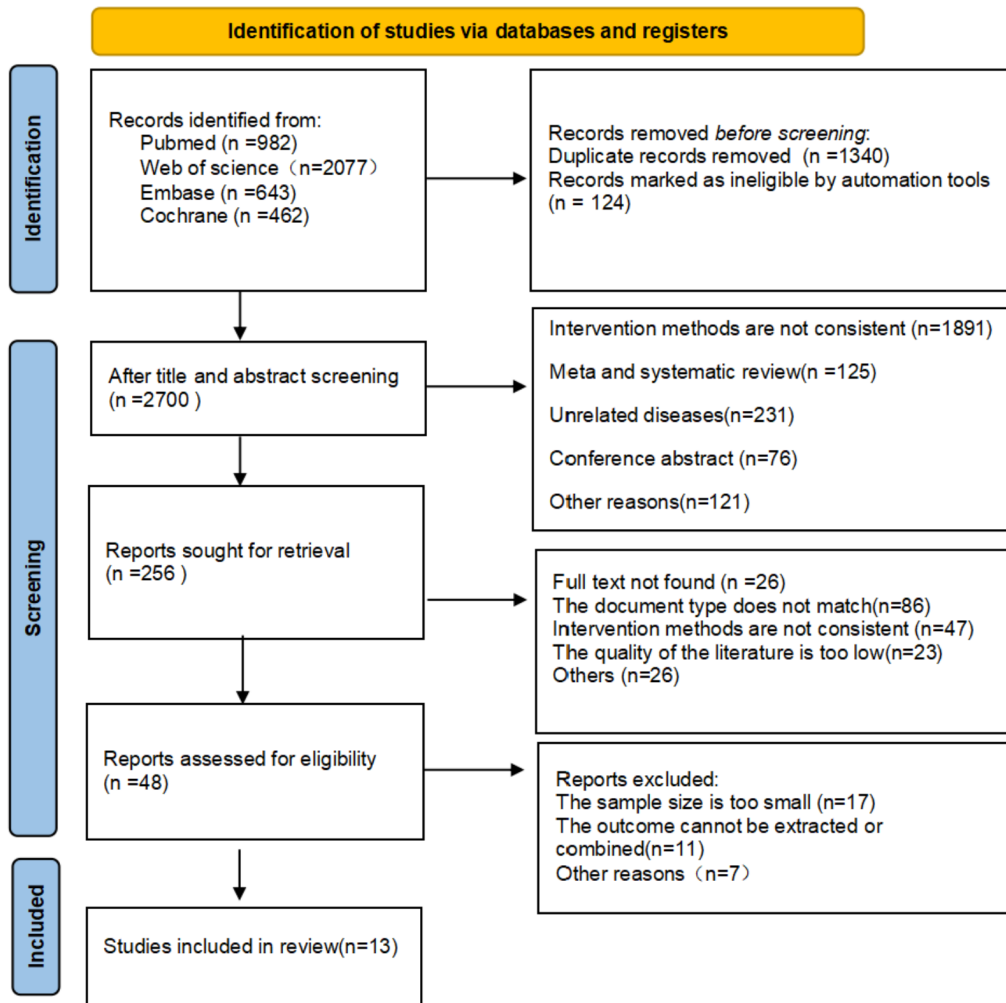 Identification of studies via databases and registers
Identification
Records identified from:
Pubmed (n =982)
Web of science（n=2077）
Embase (n =643)
Cochrane (n =462)
Records removed before screening:
Duplicate records removed (n =1340)
Records marked as ineligible by automation tools
(n = 124)
Screening
After title and abstract screening
(n =2700 )
Intervention methods are not consistent (n=1891)
Meta and systematic review(n =125)
Unrelated diseases(n=231)
Conference abstract (n=76)
Other reasons(n=121)
Reports sought for retrieval
(n =256 )
Full text not found (n =26)
The document type does not match(n=86)
Intervention methods are not consistent (n=47)
The quality of the literature is too low(n=23)
Others (n=26)
Reports assessed for eligibility
(n =48)
Reports excluded:
The sample size is too small (n=17)
The outcome cannot be extracted or
combined(n=11)
Other reasons（n=7）
Included
Studies included in review(n=13)